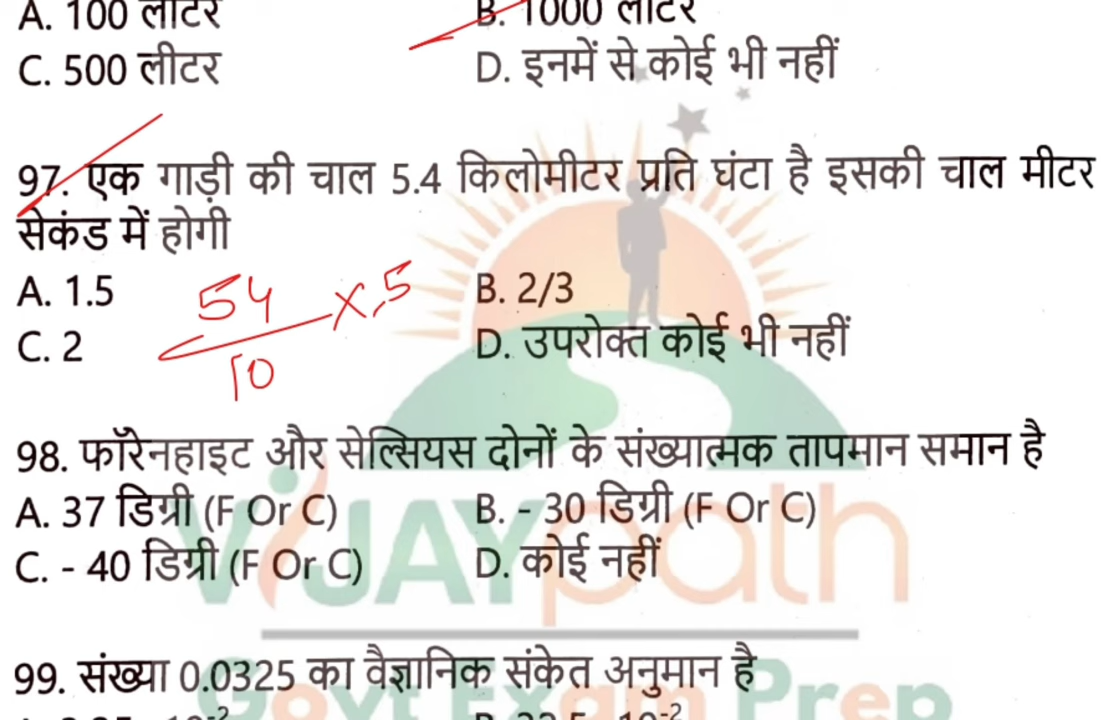 A. 100 लीटर B. 1000 लीटर
C. 500 लीटर D. इनमें से कोई भी नहीं
97. एक गाड़ी की चाल 5.4 किलोमीटर प्रति घंटा है इसकी चाल मीटर
सेकंड में होगी
A. 1.5 B. 2/3
54/10 × 5
C. 2 D. उपरोक्त कोई भी नहीं
98. फॉरेनहाइट और सेल्सियस दोनों के संख्यात्मक तापमान समान है
A. 37 डिग्री (F Or C) B. - 30 डिग्री (F Or C)
C. - 40 डिग्री (F Or C) D. कोई नहीं
VIJAYpath
99. संख्या 0.0325 का वैज्ञानिक संकेत अनुमान है
Govt Exam Prep